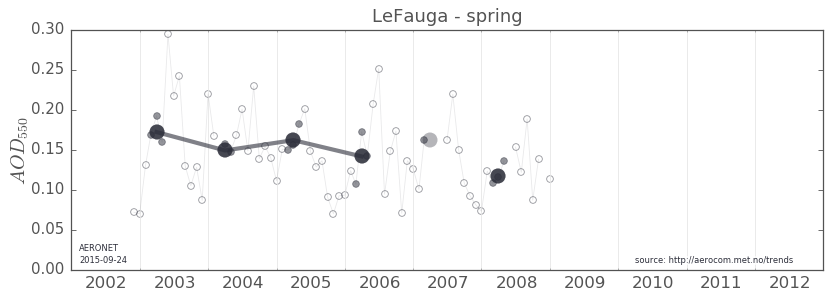 LeFauga - spring
0.30
0.25
0.20
0.15
0.10
0.05
0.00
AOD550
AERONET
2015-09-24
source: http://aerocom.met.no/trends
2002 2003 2004 2005 2006 2007 2008 2009 2010 2011 2012